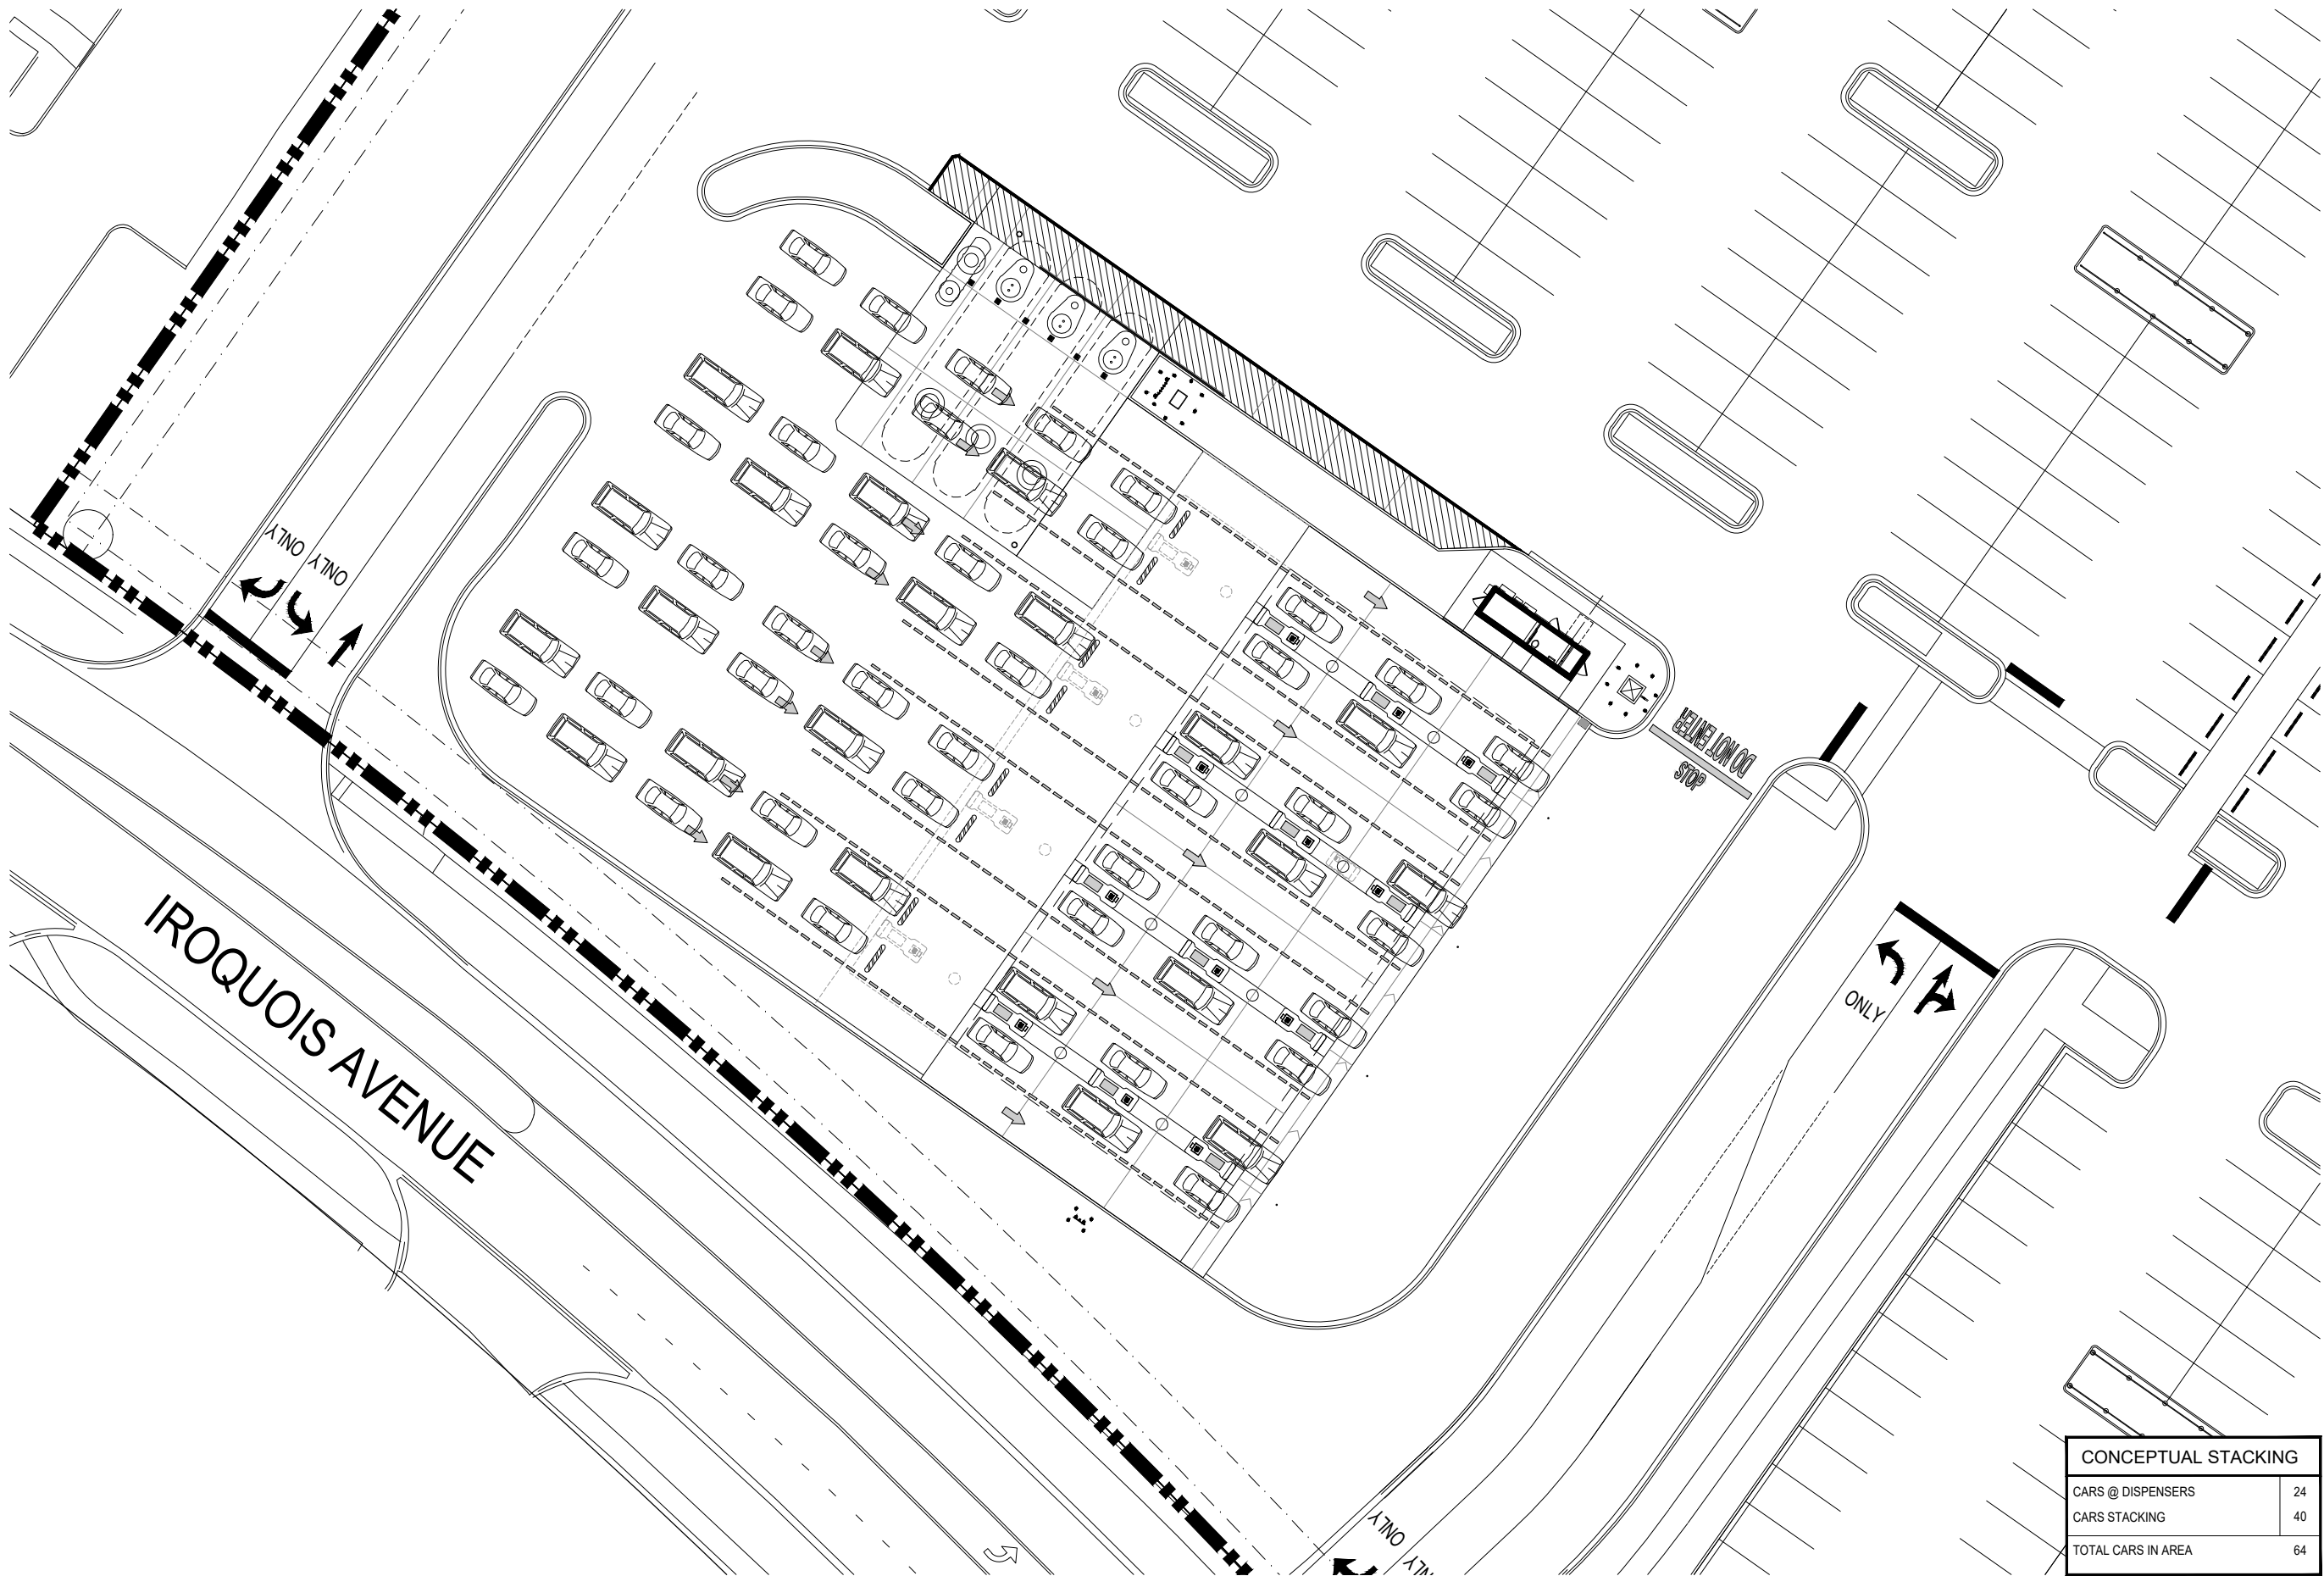 ONLY
ONLY
DO NOT ENTER
STOP
IROQUOIS AVENUE
ONLY
ONLY
ONLY
CONCEPTUAL STACKING
CARS @ DISPENSERS 24
CARS STACKING 40
TOTAL CARS IN AREA 64